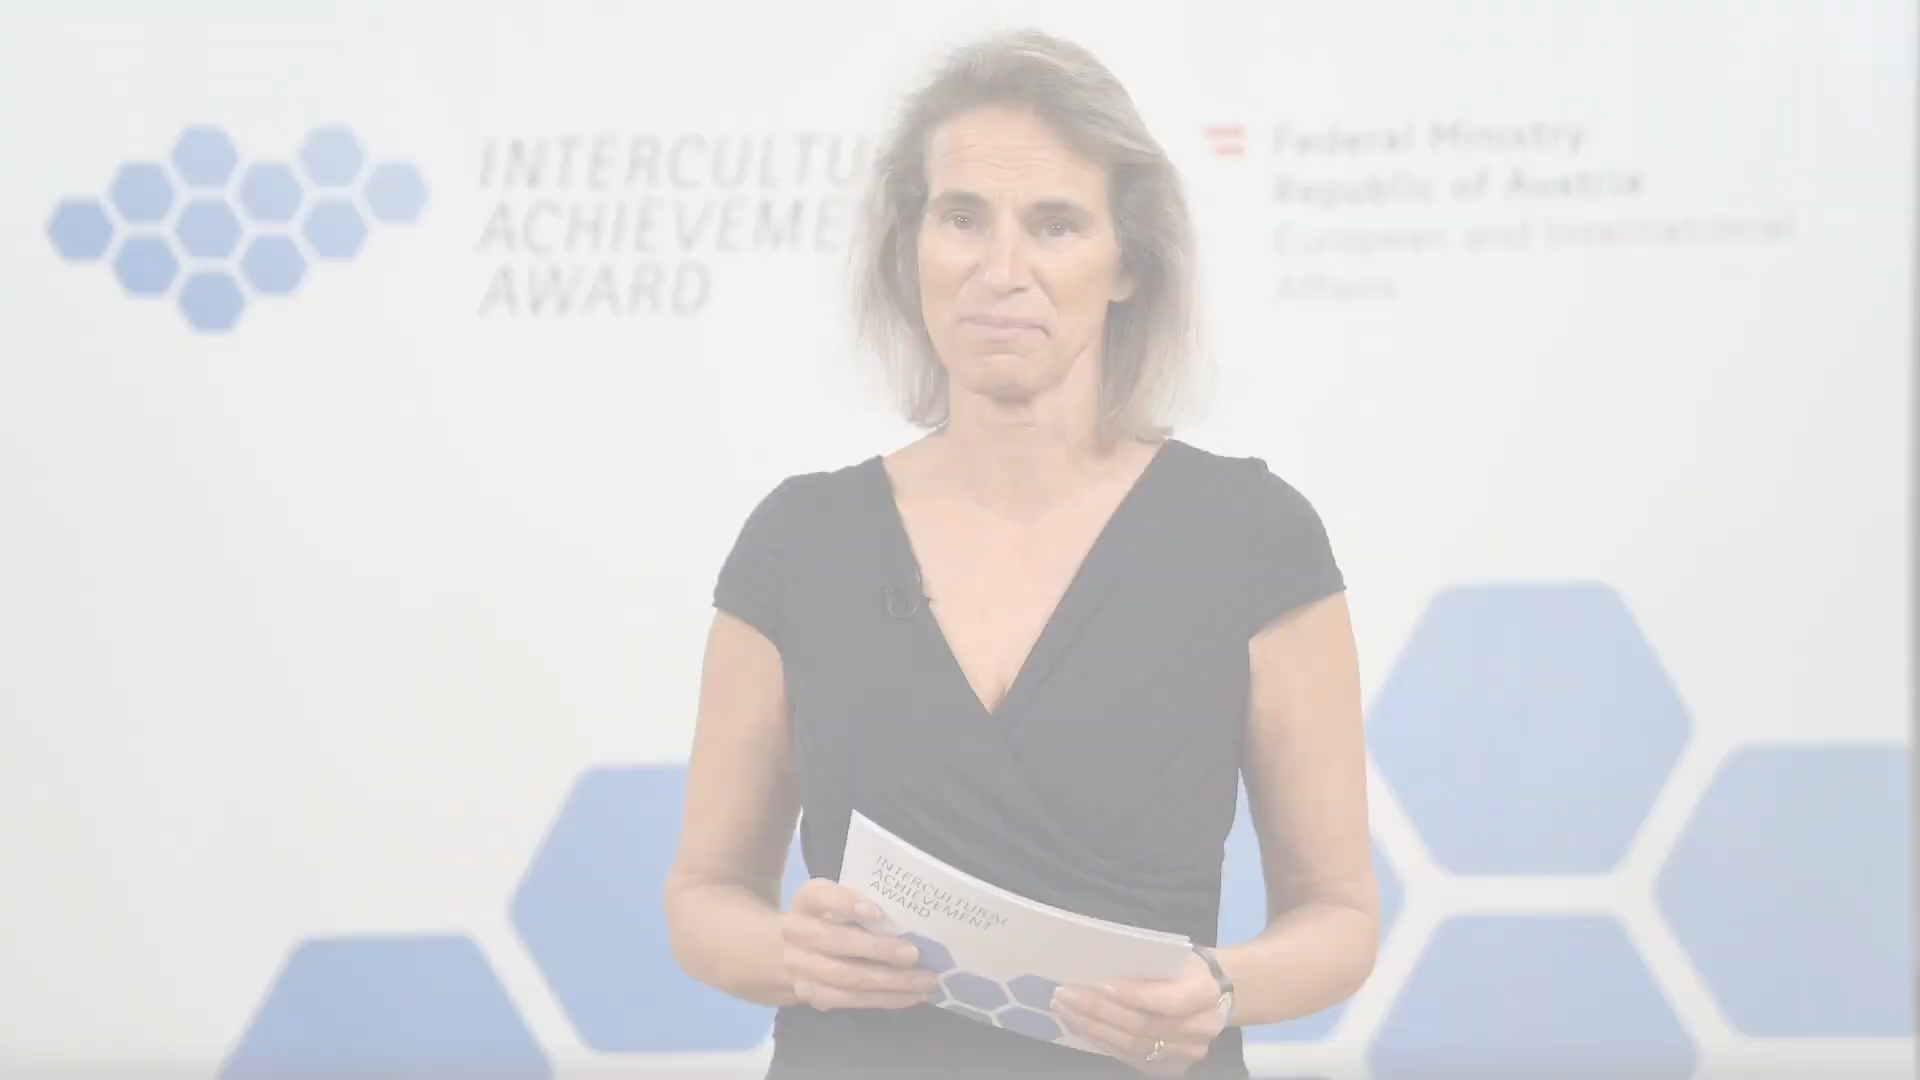 INTERCULTU
ACHIEVEME
AWARD
Federal Ministry
Republic of Austria
European and International
Affairs
INTERCULTURAL
ACHIEVEMENT
AWARD